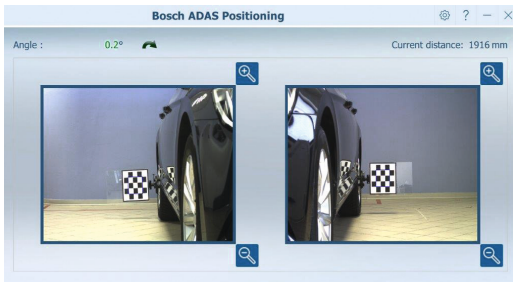 Bosch ADAS Positioning
?
Angle : 0.2° Current distance: 1916 mm